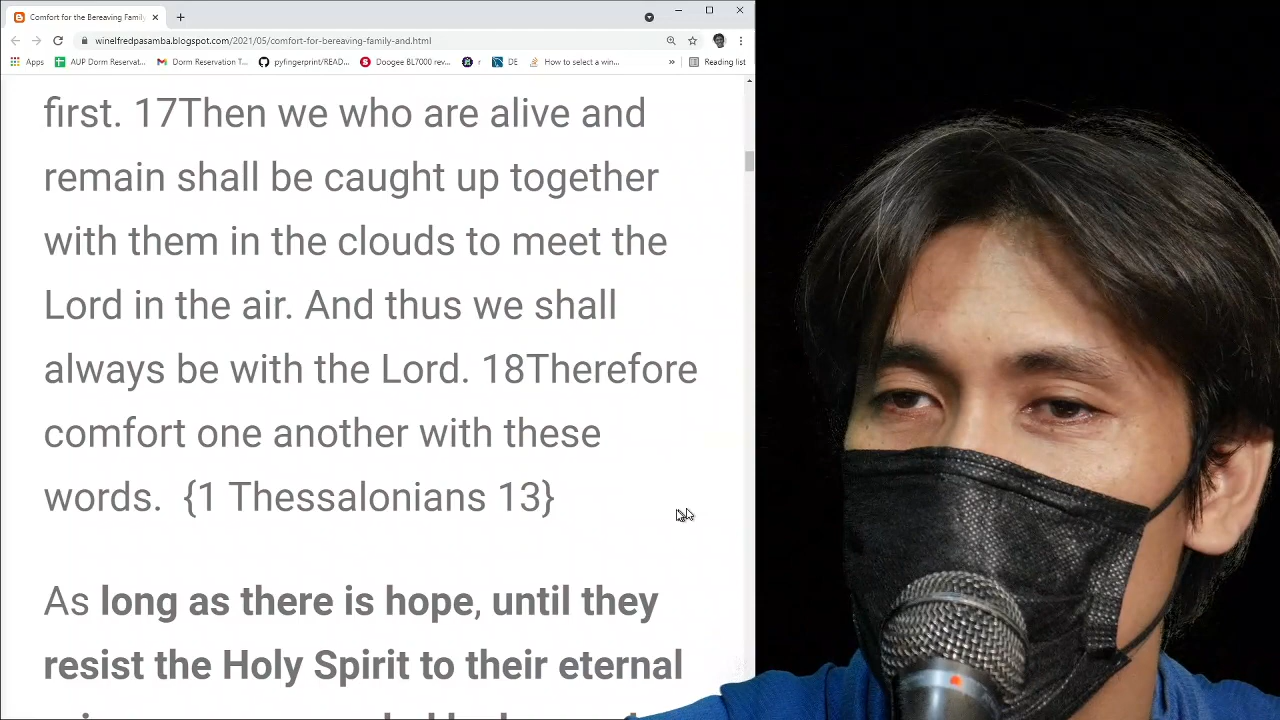 Comfort for the Bereaving Family
winelfredpasamba.blogspot.com/2021/05/comfort-for-bereaving-family-and.html
Apps AUP Dorm Reservat... Dorm Reservation T... pyfingerprint/READ... Doogee BL7000 rev... r DE How to select a win... » Reading list
first. 17Then we who are alive and
remain shall be caught up together
with them in the clouds to meet the
Lord in the air. And thus we shall
always be with the Lord. 18Therefore
comfort one another with these
words. {1 Thessalonians 13}
As long as there is hope, until they
resist the Holy Spirit to their eternal